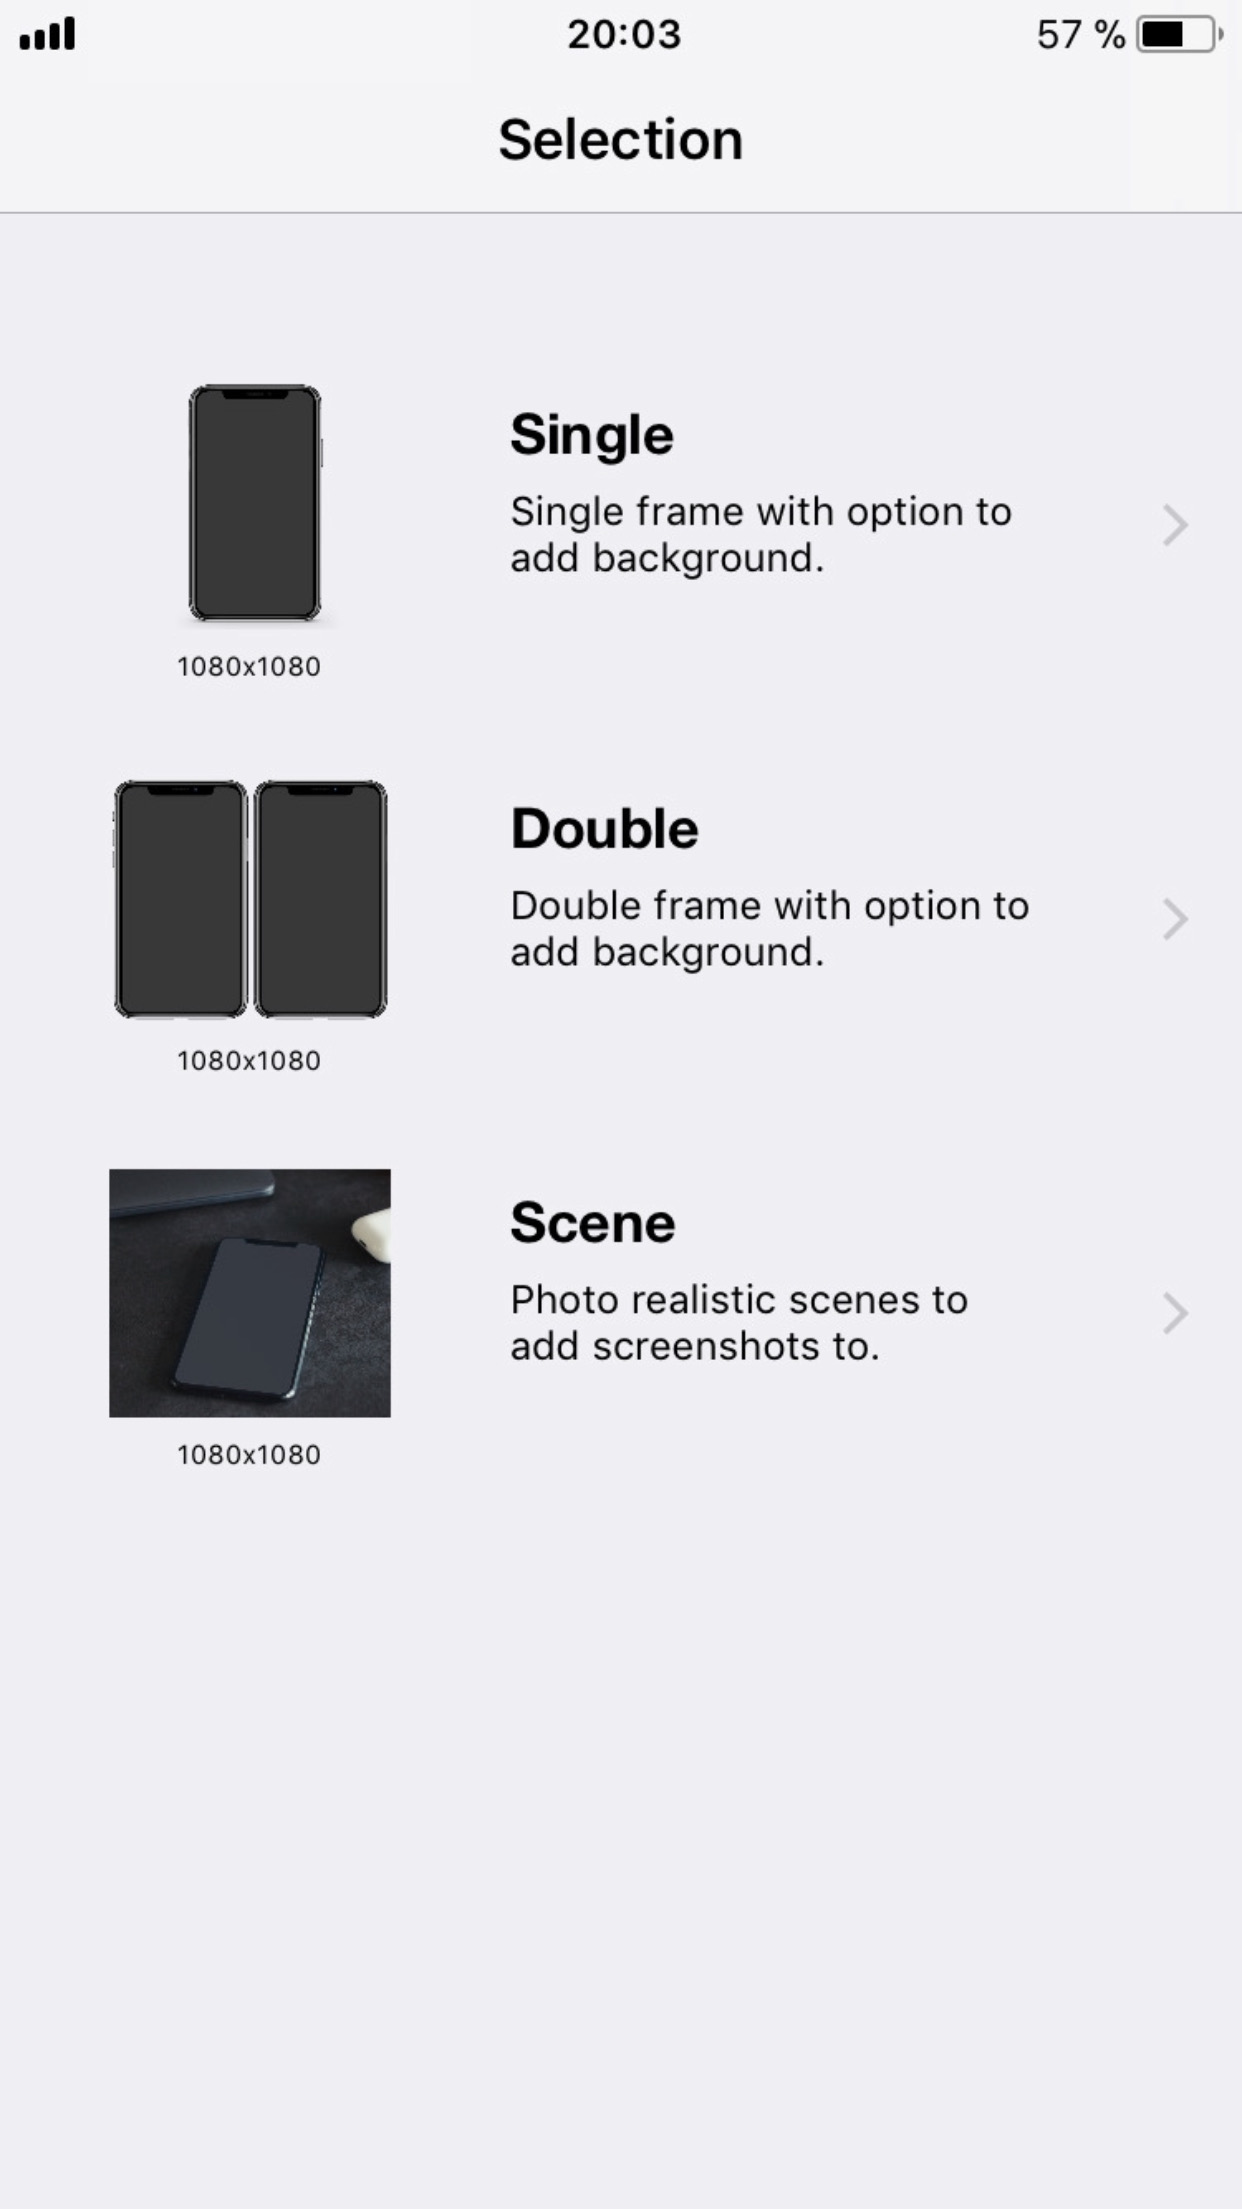 20:03
57 %
Selection
Single
Single frame with option to
add background.
1080x1080
Double
Double frame with option to
add background.
1080x1080
Scene
Photo realistic scenes to
add screenshots to.
1080x1080